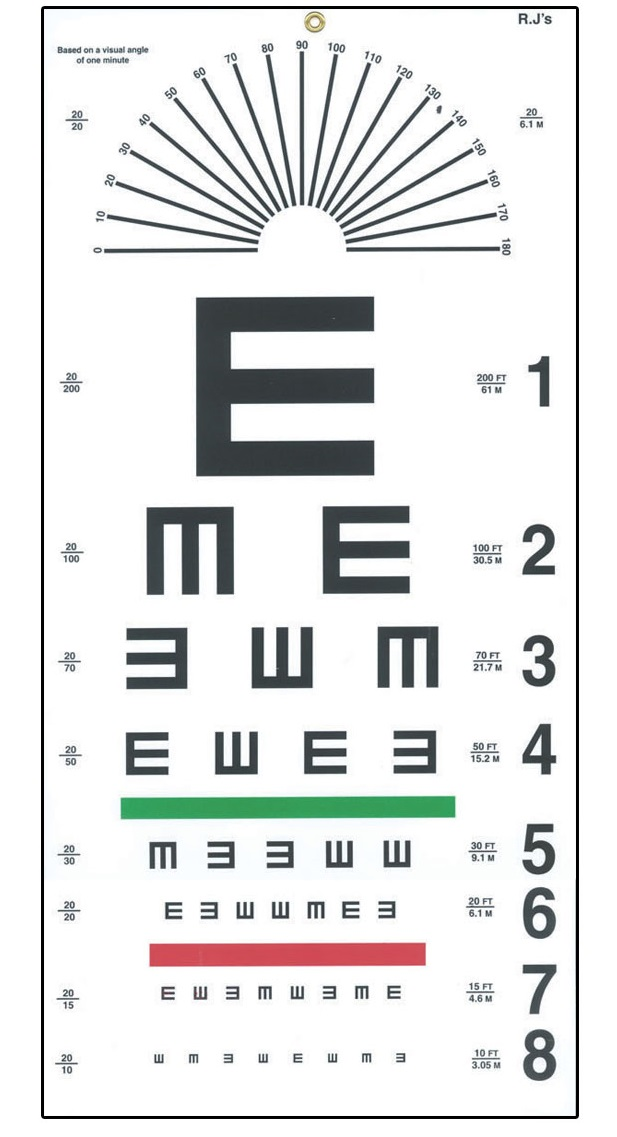 R.J's
Based on a visual angle
of one minute
0 10 20 30 40 50 60 70 80 90 100 110 120 130 140 150 160 170 180
20/20 20/6.1 M
20/200 E 200 FT/61 M 1
20/100 M E 100 FT/30.5 M 2
20/70 Ǝ Ш M 70 FT/21.7 M 3
20/50 E Ш E Ǝ 50 FT/15.2 M 4
20/30 M Ǝ Ǝ Ш Ш 30 FT/9.1 M 5
20/20 E Ǝ Ш Ш M E Ǝ 20 FT/6.1 M 6
20/15 E Ш Ǝ M Ш Ǝ M E 15 FT/4.6 M 7
20/10 Ш M Ǝ Ш E Ш M Ǝ 10 FT/3.05 M 8